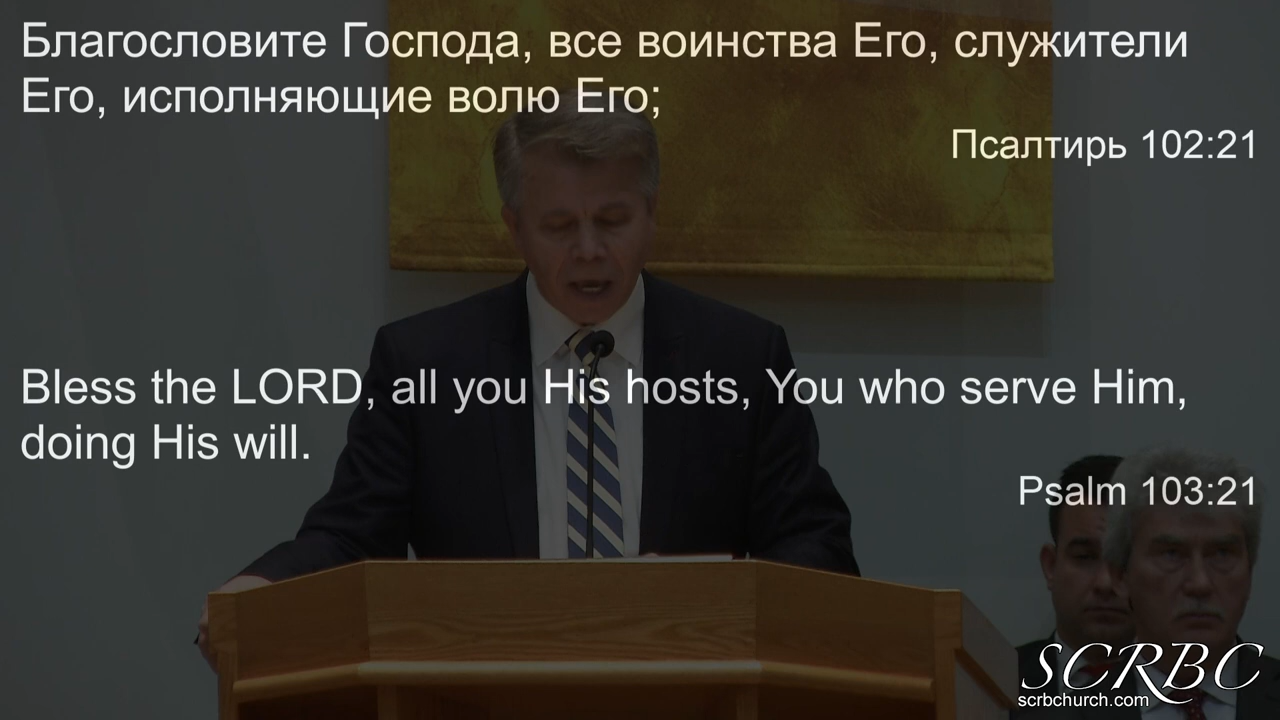 Благословите Господа, все воинства Его, служители
Его, исполняющие волю Его;
Псалтирь 102:21
Bless the LORD, all you His hosts, You who serve Him,
doing His will.
Psalm 103:21
SCRBC
scrbchurch.com